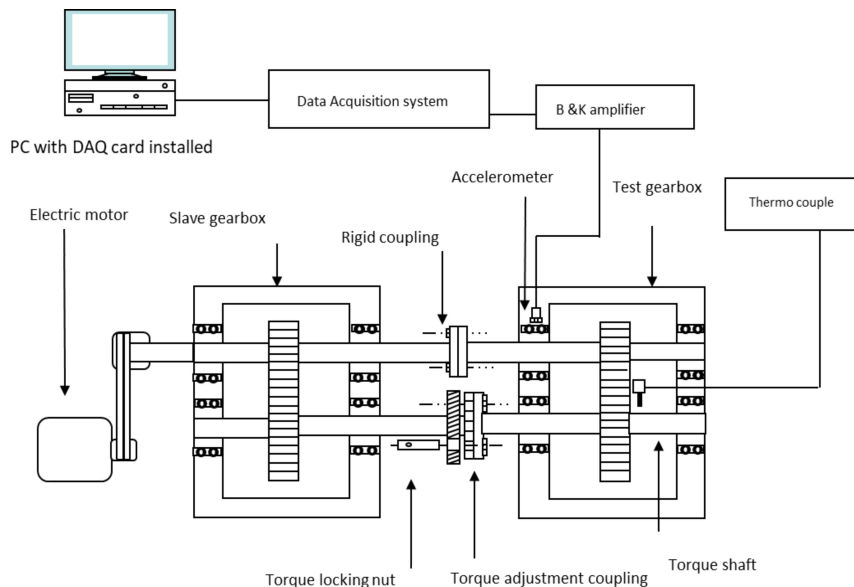 Data Acquisition system
B &K amplifier
PC with DAQ card installed
Accelerometer
Test gearbox
Electric motor
Slave gearbox
Thermo couple
Rigid coupling
Torque locking nut
Torque adjustment coupling
Torque shaft